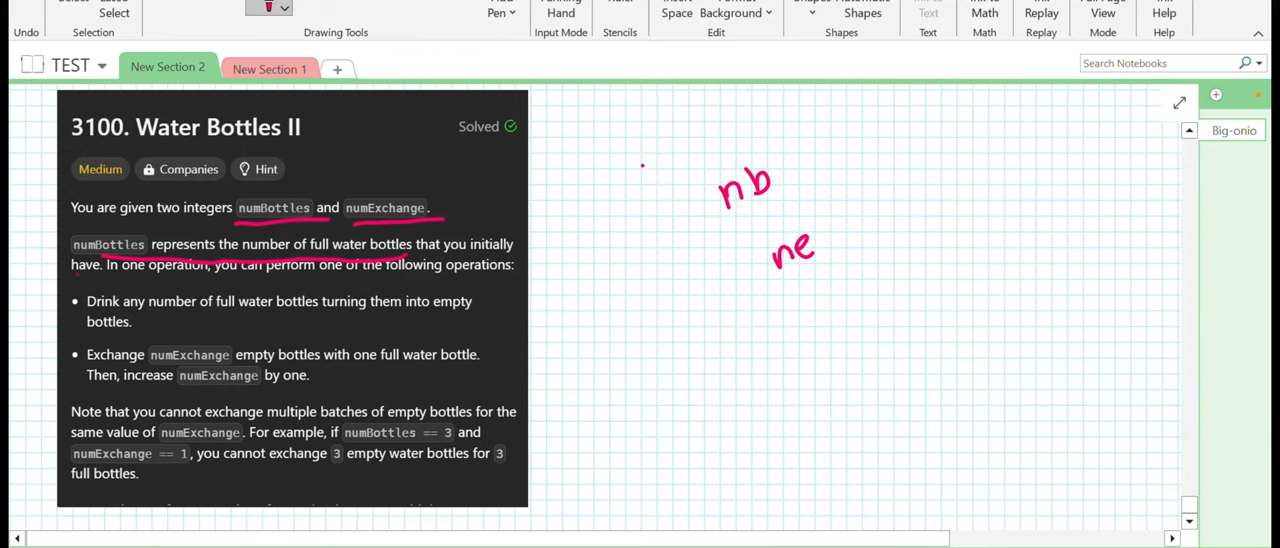 Select
Select
Pen
Hand
Space
Background
Shapes
Shapes
to
Text
to
Math
Replay
View
Help
Undo
Selection
Drawing Tools
Input Mode
Stencils
Edit
Shapes
Text
Math
Replay
Mode
Help
TEST
New Section 2
New Section 1
Search Notebooks
Big-onio
3100. Water Bottles II
Solved
Medium
Companies
Hint
You are given two integers numBottles and numExchange.
numBottles represents the number of full water bottles that you initially
have. In one operation, you can perform one of the following operations:
• Drink any number of full water bottles turning them into empty
bottles.
• Exchange numExchange empty bottles with one full water bottle.
Then, increase numExchange by one.
Note that you cannot exchange multiple batches of empty bottles for the
same value of numExchange. For example, if numBottles == 3 and
numExchange == 1, you cannot exchange 3 empty water bottles for 3
full bottles.
nb
ne